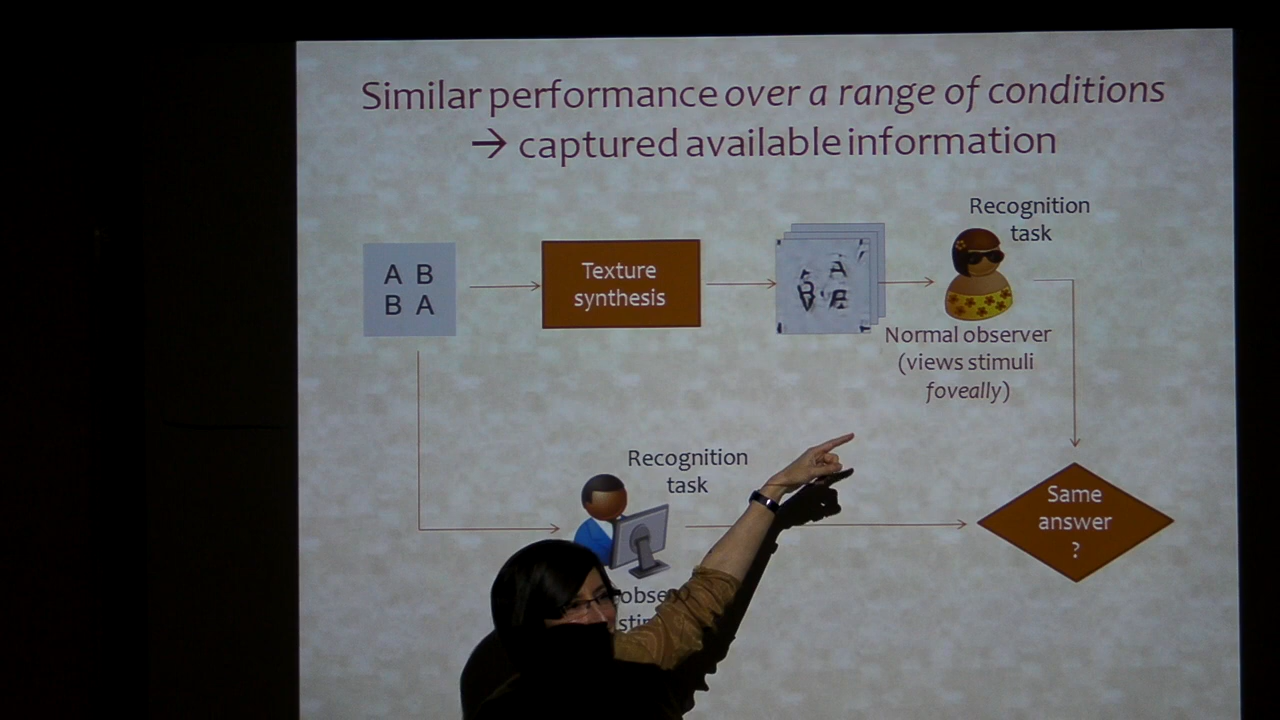 Similar performance over a range of conditions
→ captured available information
Recognition
task
A B
B A
Texture
synthesis
A
B
Normal observer
(views stimuli
foveally)
Recognition
task
Same
answer
?